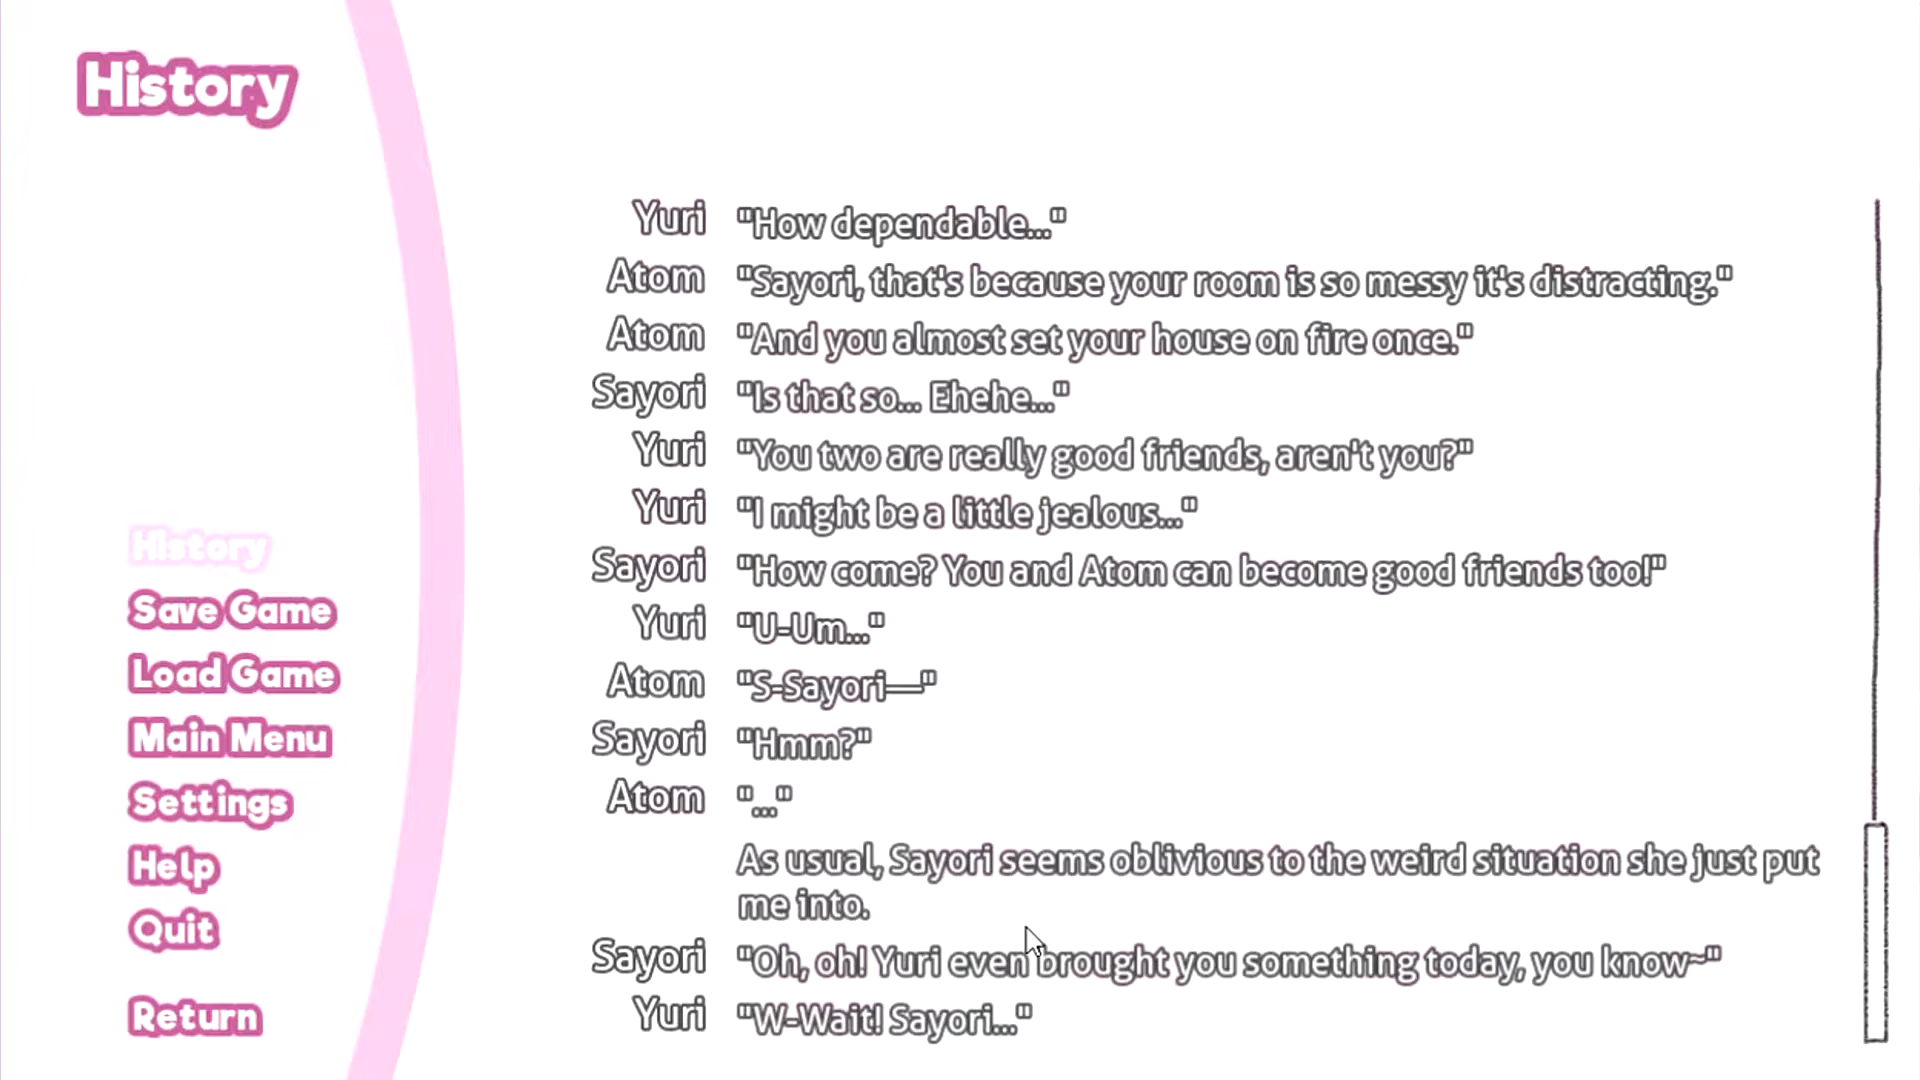 History
Yuri "How dependable..."
Atom "Sayori, that's because your room is so messy it's distracting."
Atom "And you almost set your house on fire once."
Sayori "Is that so... Ehehe..."
Yuri "You two are really good friends, aren't you?"
Yuri "I might be a little jealous..."
Sayori "How come? You and Atom can become good friends too!"
Yuri "U-Um..."
Atom "S-Sayori—"
Sayori "Hmm?"
Atom "..."
As usual, Sayori seems oblivious to the weird situation she just put
me into.
Sayori "Oh, oh! Yuri even brought you something today, you know~"
Yuri "W-Wait! Sayori..."
History
Save Game
Load Game
Main Menu
Settings
Help
Quit
Return